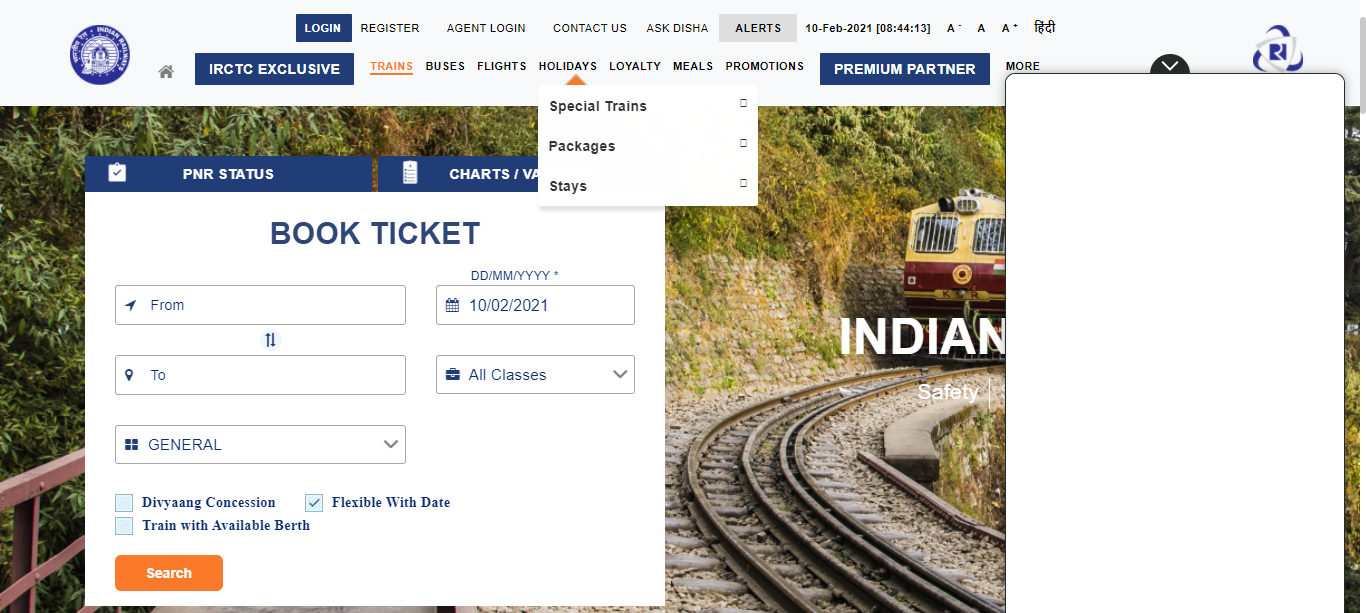 LOGIN REGISTER AGENT LOGIN CONTACT US ASK DISHA ALERTS 10-Feb-2021 [08:44:13] A - A A + हिंदी
IRCTC EXCLUSIVE TRAINS BUSES FLIGHTS HOLIDAYS LOYALTY MEALS PROMOTIONS PREMIUM PARTNER MORE
Special Trains
Packages
Stays
PNR STATUS CHARTS / VA
BOOK TICKET
DD/MM/YYYY *
From 10/02/2021
To All Classes
GENERAL
Divyaang Concession Flexible With Date
Train with Available Berth
Search
INDIAN
Safety |